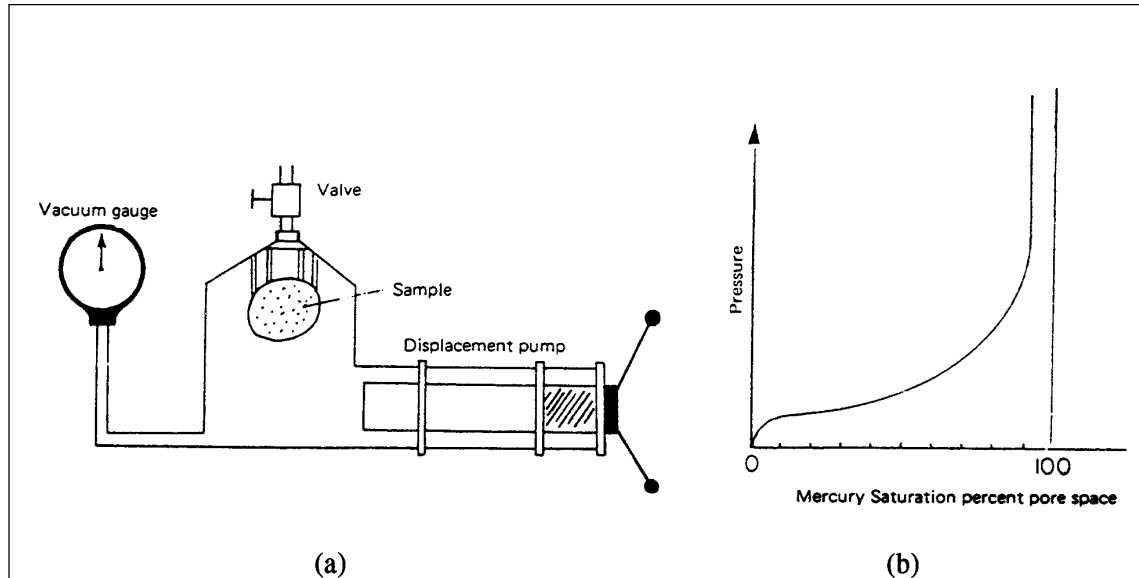 Valve
Vacuum gauge
Sample
Displacement pump
(a)
Pressure
0
100
Mercury Saturation percent pore space
(b)